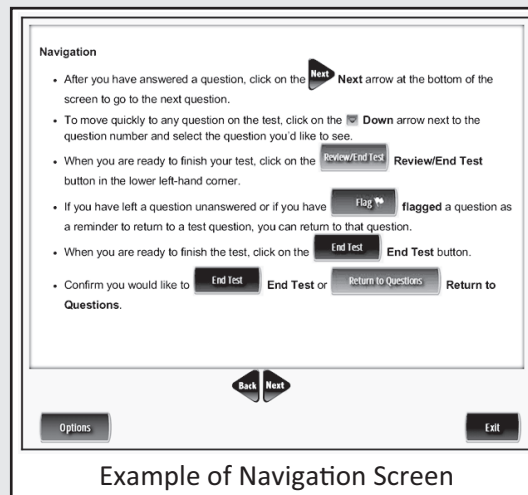 Navigation
• After you have answered a question, click on the Next Next arrow at the bottom of the
screen to go to the next question.
• To move quickly to any question on the test, click on the Down arrow next to the
question number and select the question you'd like to see.
• When you are ready to finish your test, click on the Review/End Test Review/End Test
button in the lower left-hand corner.
• If you have left a question unanswered or if you have Flag flagged a question as
a reminder to return to a test question, you can return to that question.
• When you are ready to finish the test, click on the End Test End Test button.
• Confirm you would like to End Test End Test or Return to Questions Return to
Questions.
Back Next
Options Exit
Example of Navigation Screen